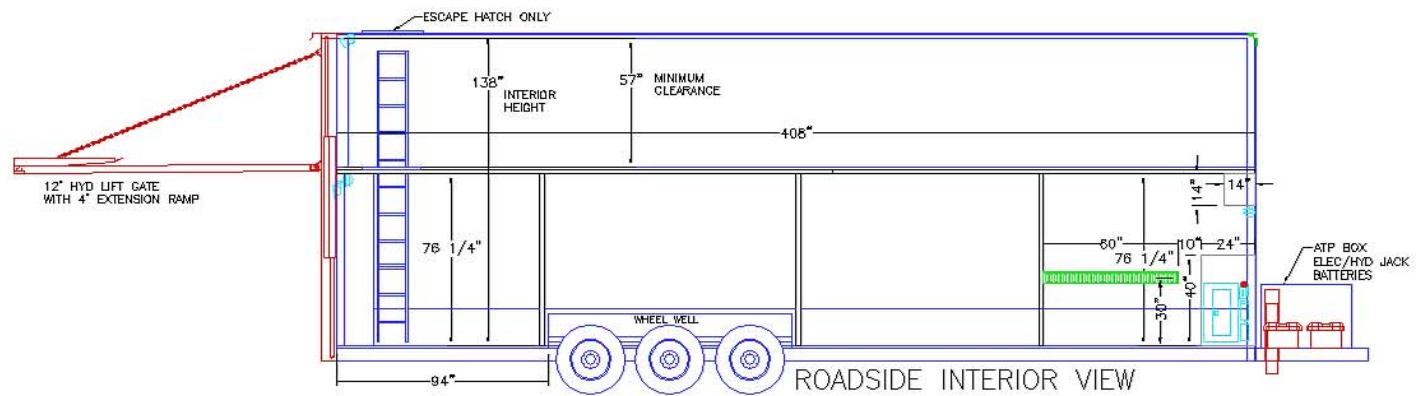 ESCAPE HATCH ONLY
138"
INTERIOR
HEIGHT
57"
MINIMUM
CLEARANCE
408"
12" HYD LIFT GATE
WITH 4" EXTENSION RAMP
14"
14"
76 1/4"
60"
10"
24"
76 1/4"
40"
30"
ATP BOX
ELEC/HYD JACK
BATTERIES
WHEEL WELL
94"
ROADSIDE INTERIOR VIEW